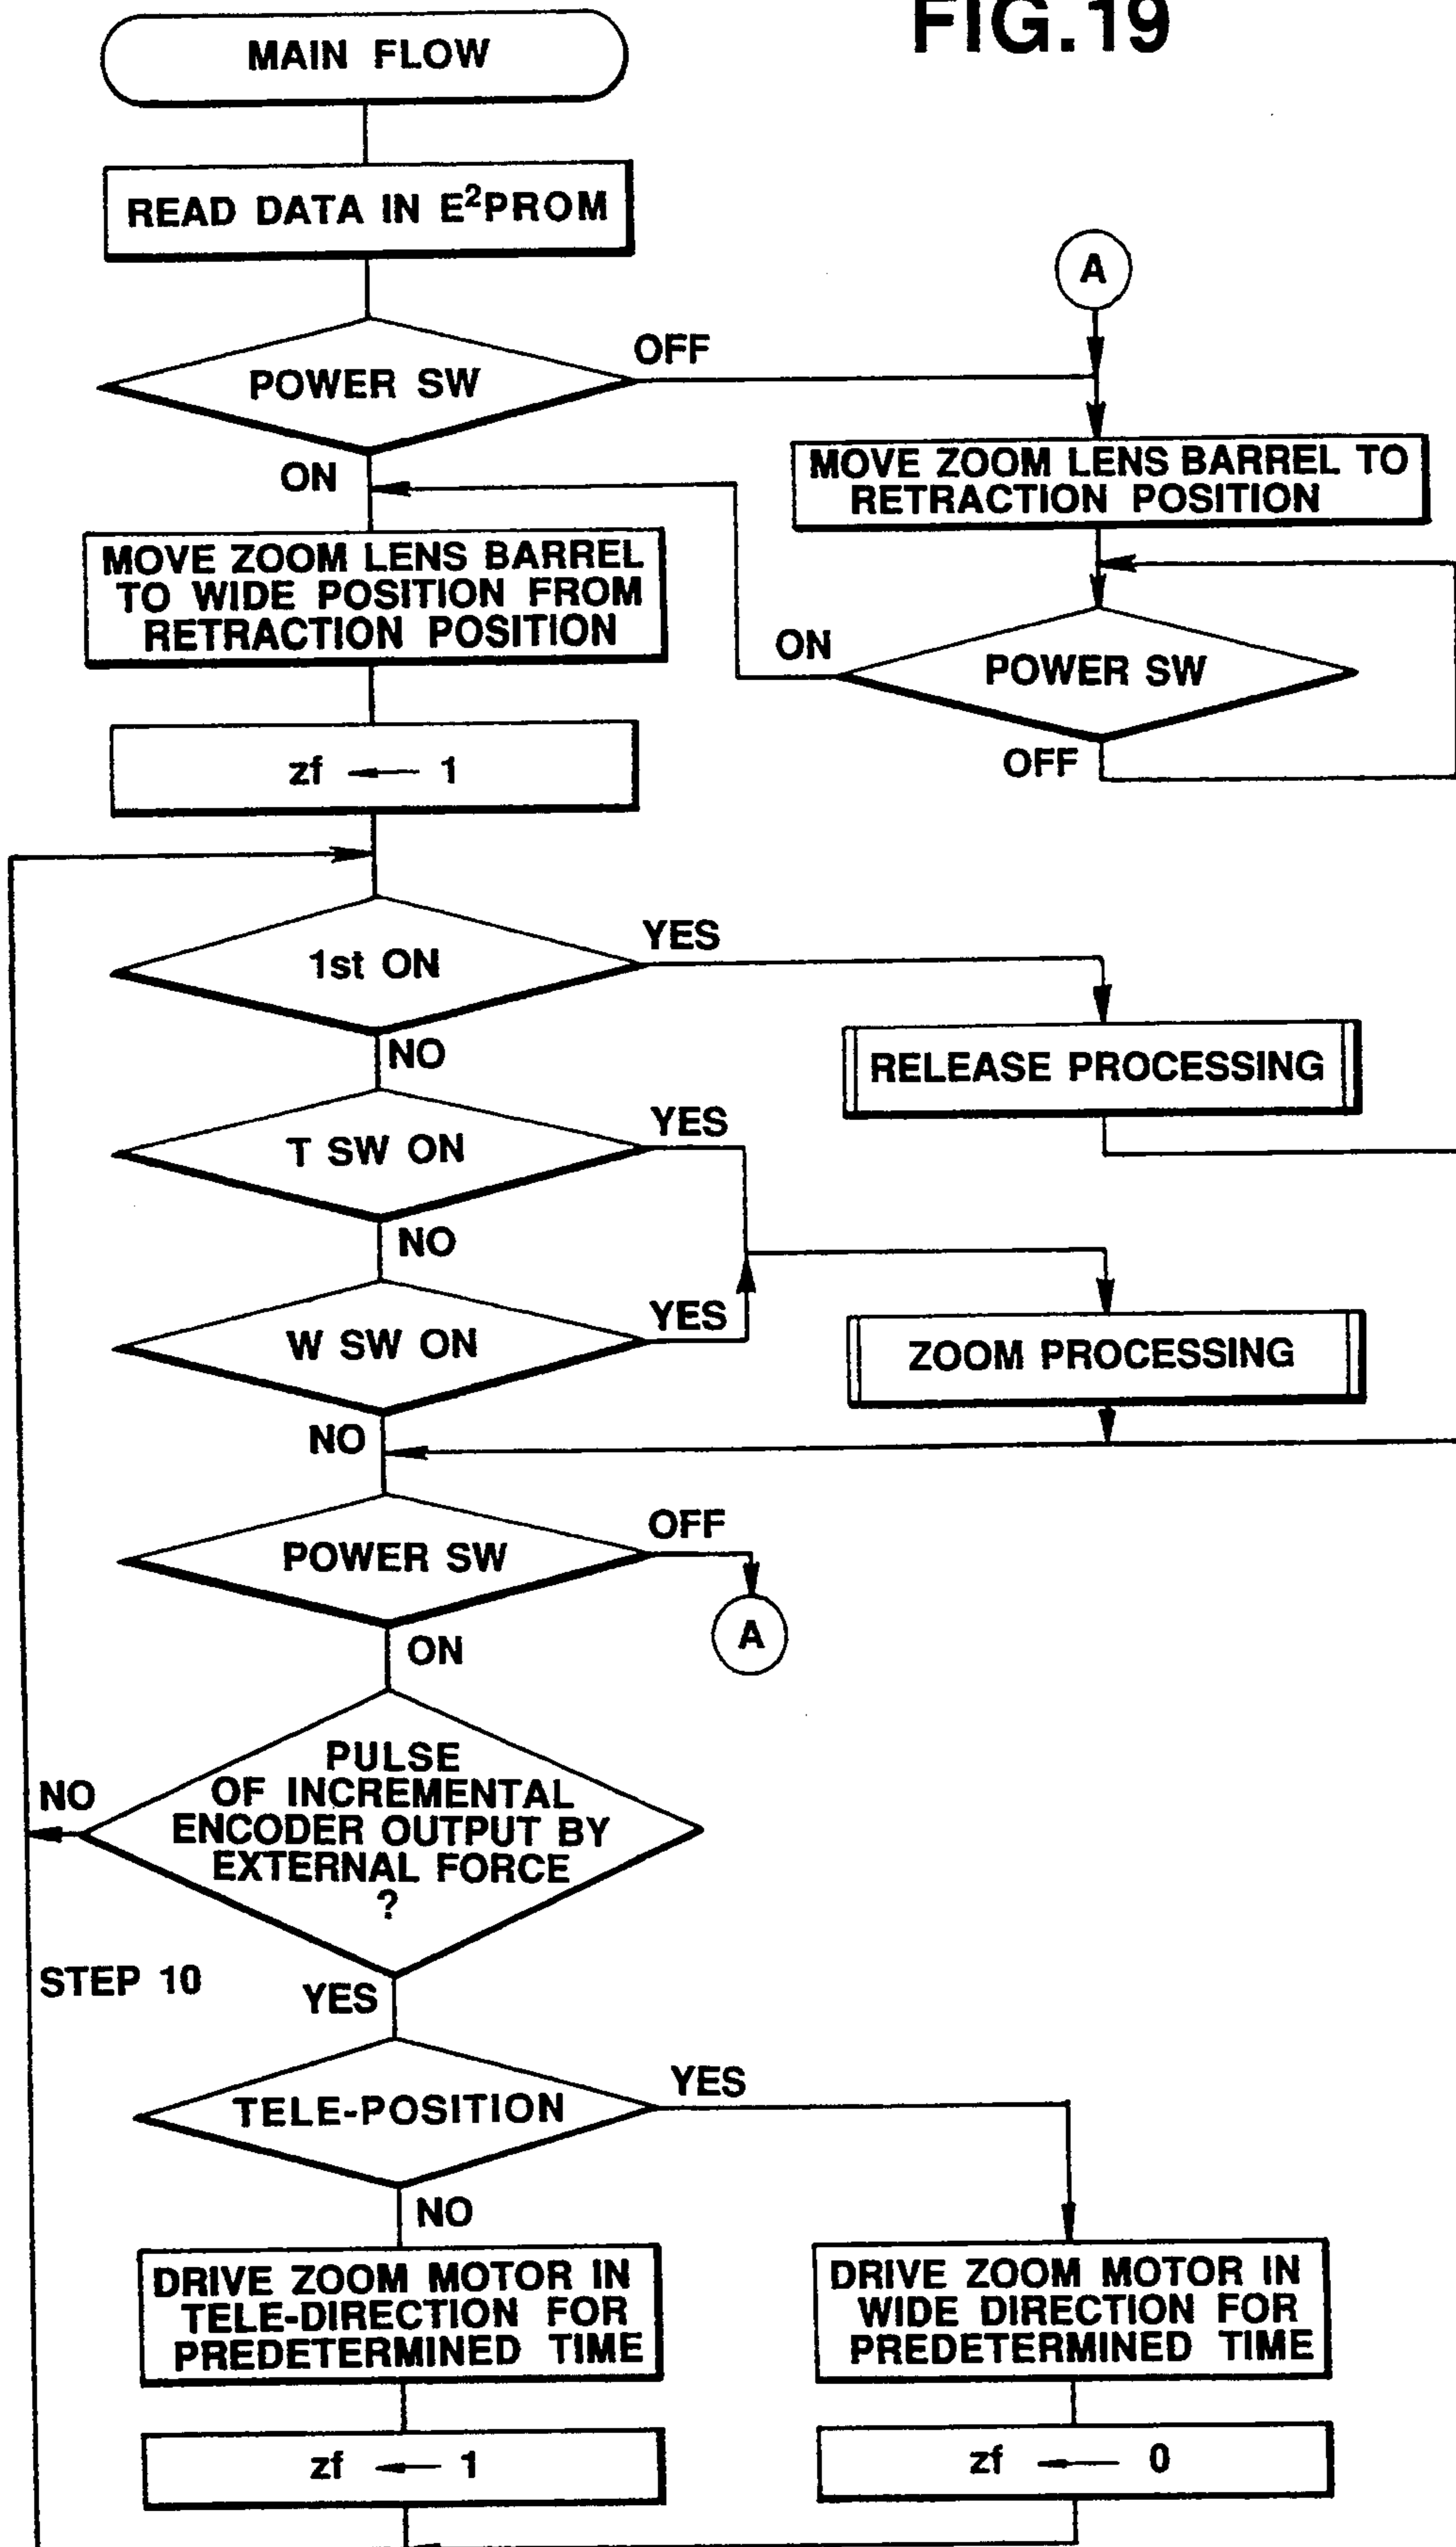 FIG.19
MAIN FLOW
READ DATA IN E²PROM
A
POWER SW
OFF
ON
MOVE ZOOM LENS BARREL TO
RETRACTION POSITION
MOVE ZOOM LENS BARREL
TO WIDE POSITION FROM
RETRACTION POSITION
ON
POWER SW
OFF
zf ← 1
1st ON
YES
NO
RELEASE PROCESSING
T SW ON
YES
NO
W SW ON
YES
ZOOM PROCESSING
NO
POWER SW
OFF
A
ON
PULSE
OF INCREMENTAL
ENCODER OUTPUT BY
EXTERNAL FORCE
?
NO
STEP 10
YES
TELE-POSITION
YES
NO
DRIVE ZOOM MOTOR IN
TELE-DIRECTION FOR
PREDETERMINED TIME
DRIVE ZOOM MOTOR IN
WIDE DIRECTION FOR
PREDETERMINED TIME
zf ← 1
zf ← 0